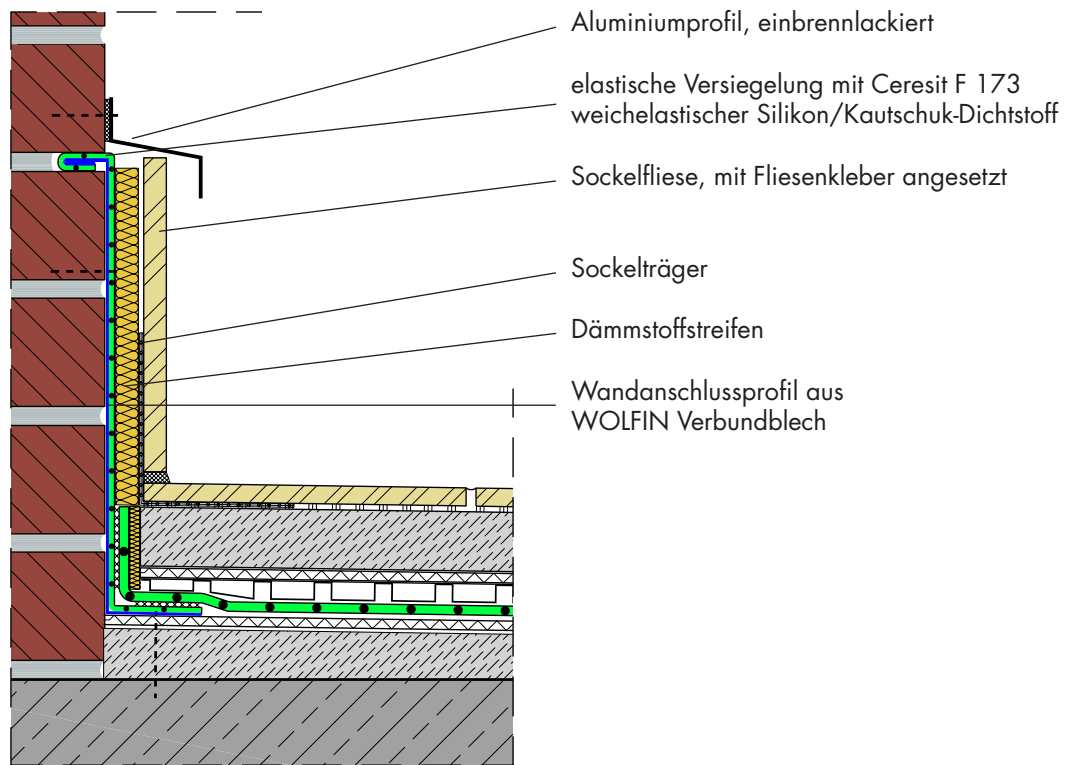 Aluminiumprofil, einbrennlackiert
elastische Versiegelung mit Ceresit F 173
weichelastischer Silikon/Kautschuk-Dichtstoff
Sockelfliese, mit Fliesenkleber angesetzt
Sockelträger
Dämmstoffstreifen
Wandanschlussprofil aus
WOLFIN Verbundblech